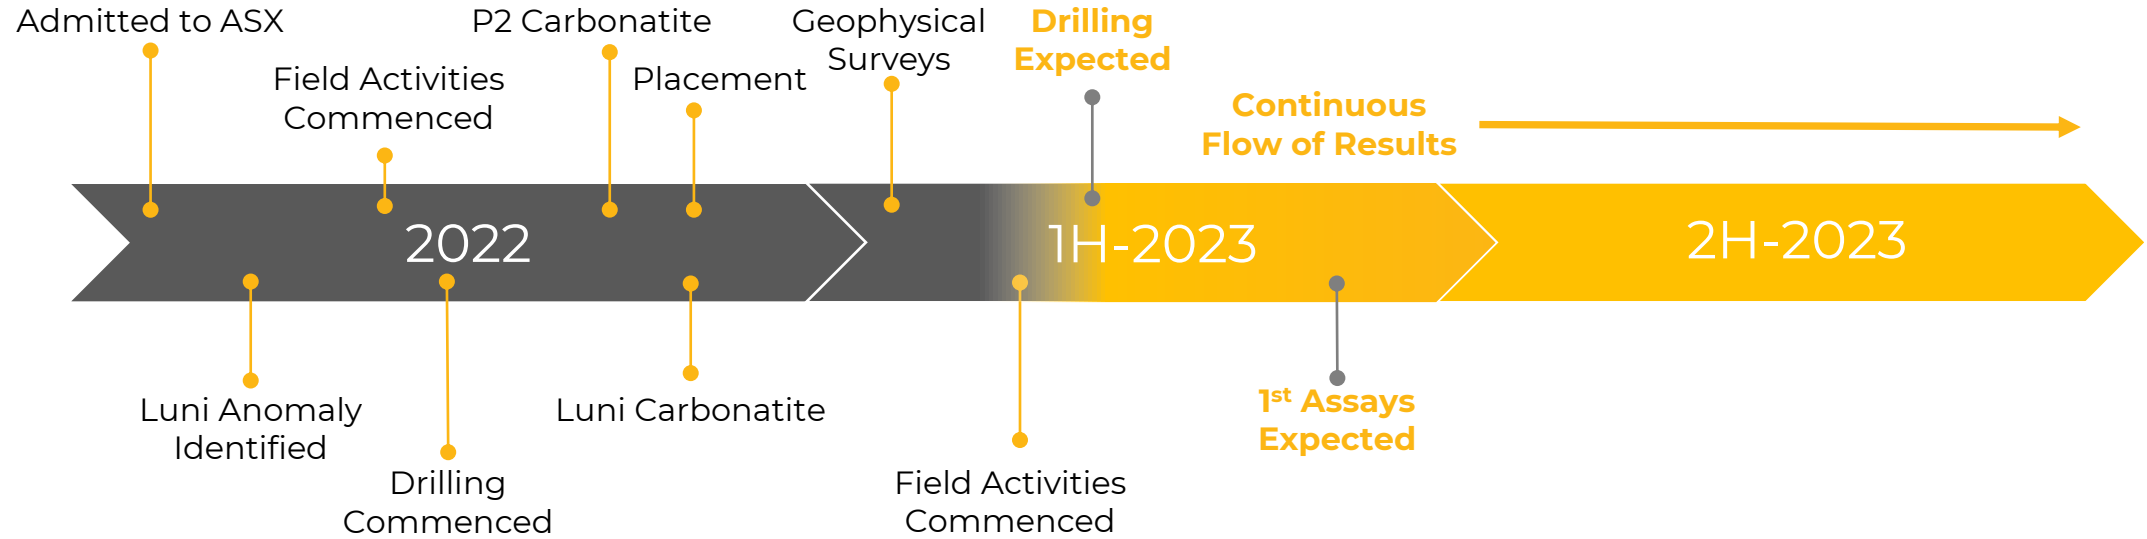 Admitted to ASX
Field Activities
Commenced
P2 Carbonatite
Placement
Geophysical
Surveys
Drilling
Expected
Continuous
Flow of Results
2022
1H-2023
2H-2023
Luni Anomaly
Identified
Drilling
Commenced
Luni Carbonatite
Field Activities
Commenced
1st Assays
Expected